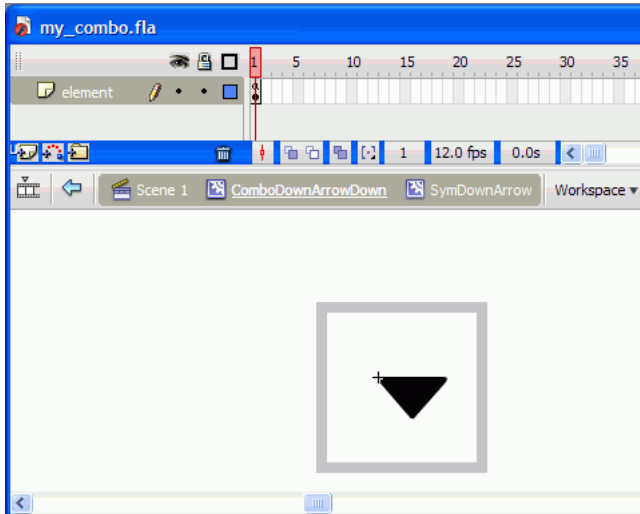 my_combo.fla
1 5 10 15 20 25 30 35
element
1 12.0 fps 0.0s
Scene 1 ComboDownArrowDown SymDownArrow Workspace